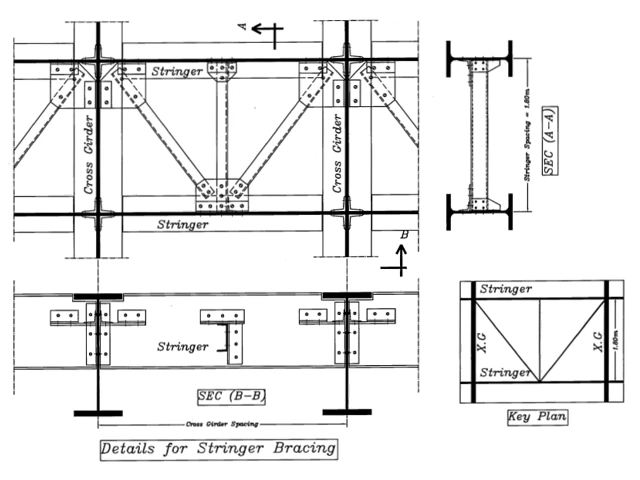 A
Stringer
Cross Girder
Cross Girder
Stringer
B
Stringer Spacing = 1.80m
SEC (A-A)
Stringer
SEC (B-B)
Cross Girder Spacing
Details for Stringer Bracing
Stringer
X.G
X.G
1.80m
Stringer
Key Plan